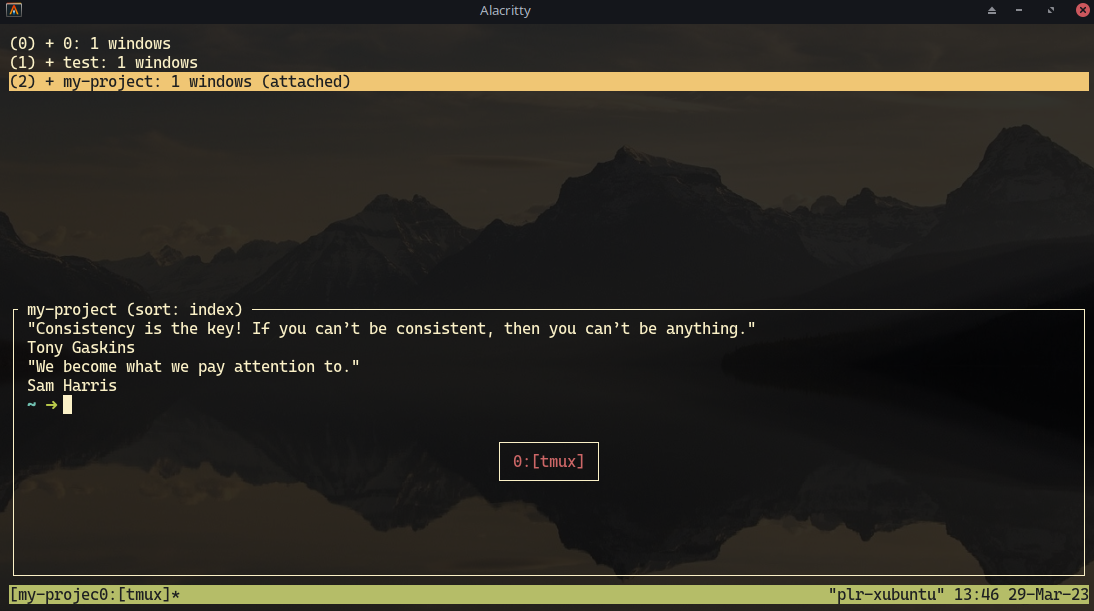 Alacritty
(0) + 0: 1 windows
(1) + test: 1 windows
(2) + my-project: 1 windows (attached)
my-project (sort: index)
"Consistency is the key! If you can’t be consistent, then you can’t be anything."
Tony Gaskins
"We become what we pay attention to."
Sam Harris
~ ➜
0:[tmux]
[my-projec0:[tmux]* "plr-xubuntu" 13:46 29-Mar-23